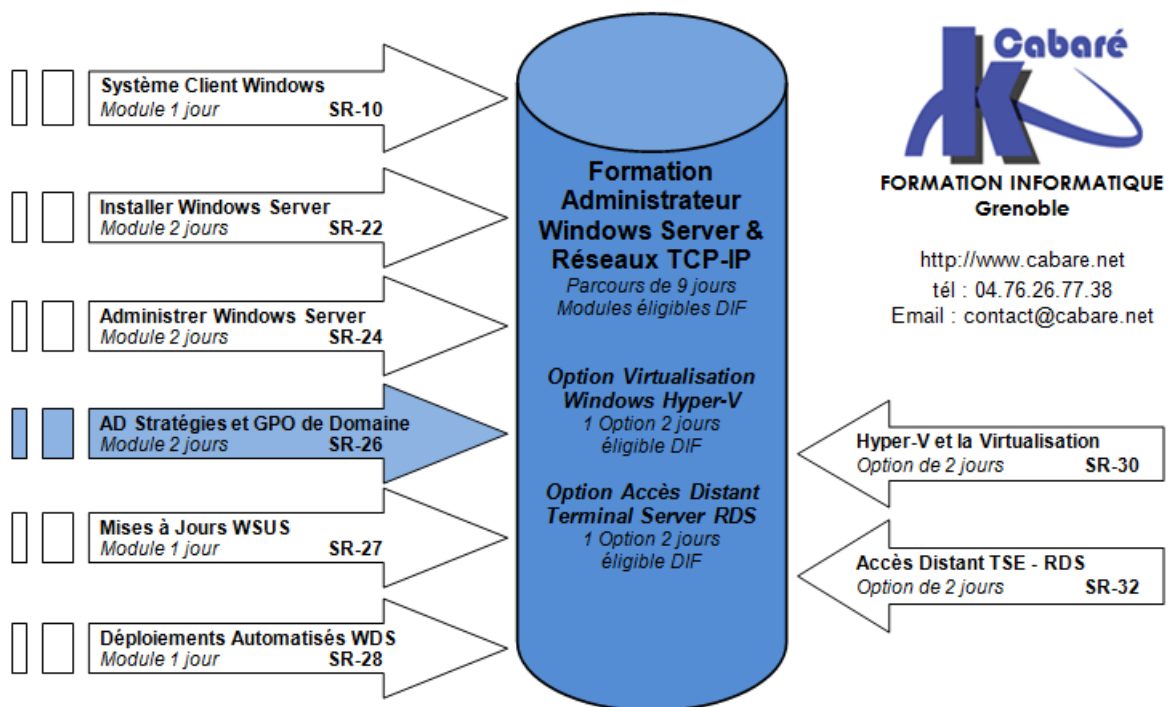 Système Client Windows
Module 1 jour SR-10
Installer Windows Server
Module 2 jours SR-22
Administrer Windows Server
Module 2 jours SR-24
AD Stratégies et GPO de Domaine
Module 2 jours SR-26
Mises à Jours WSUS
Module 1 jour SR-27
Déploiements Automatisés WDS
Module 1 jour SR-28
Formation
Administrateur
Windows Server &
Réseaux TCP-IP
Parcours de 9 jours
Modules éligibles DIF
Option Virtualisation
Windows Hyper-V
1 Option 2 jours
éligible DIF
Option Accès Distant
Terminal Server RDS
1 Option 2 jours
éligible DIF
Cabaré
FORMATION INFORMATIQUE
Grenoble
http://www.cabare.net
tél : 04.76.26.77.38
Email : contact@cabare.net
Hyper-V et la Virtualisation
Option de 2 jours SR-30
Accès Distant TSE - RDS
Option de 2 jours SR-32